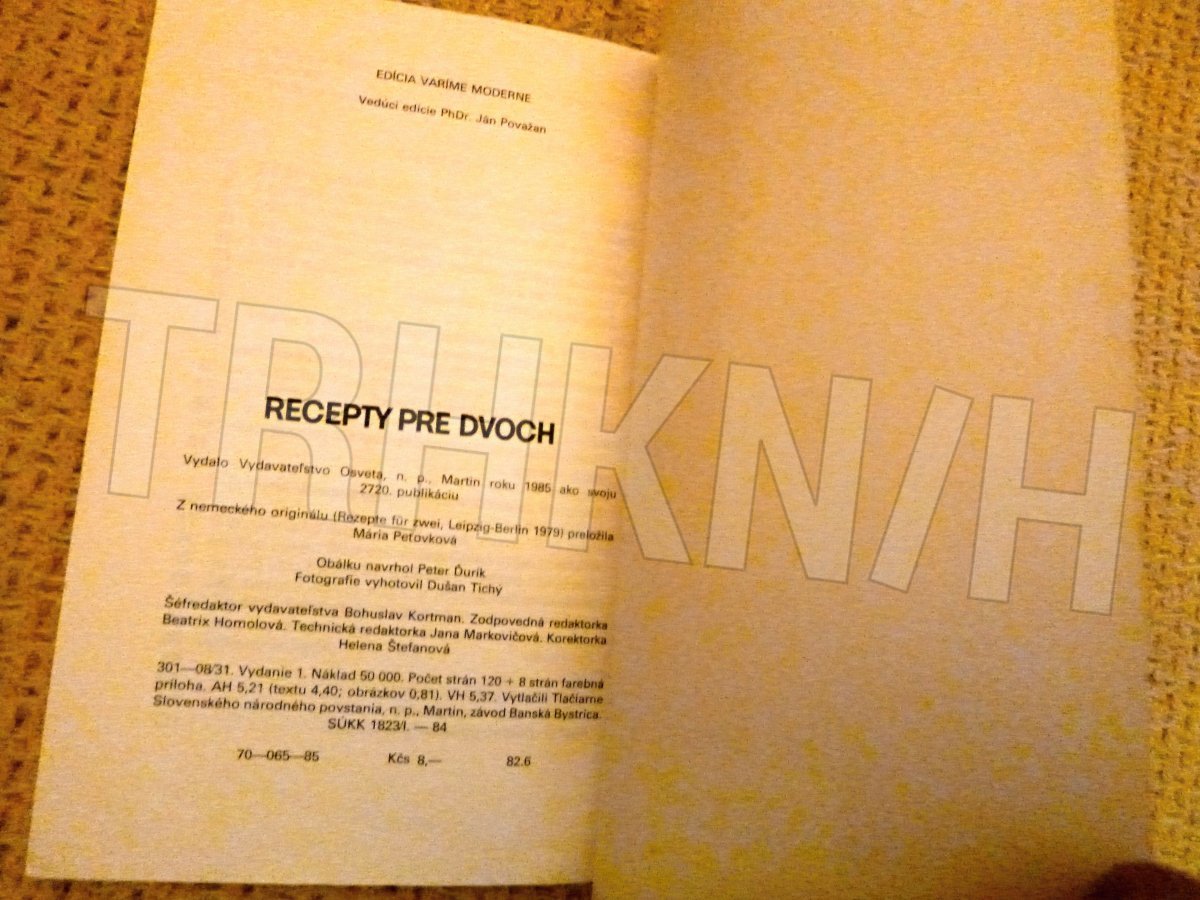 EDÍCIA VARÍME MODERNE
Vedúci edície PhDr. Ján Považan
RECEPTY PRE DVOCH
Vydalo Vydavateľstvo Osveta, n. p., Martin roku 1985 ako svoju
2720. publikáciu
Z nemeckého originálu (Rezepte für zwei, Leipzig-Berlin 1979) preložila
Mária Peťovková
Obálku navrhol Peter Ďurík
Fotografie vyhotovil Dušan Tichý
Šéfredaktor vydavateľstva Bohuslav Kortman. Zodpovedná redaktorka
Beatrix Homolová. Technická redaktorka Jana Markovičová. Korektorka
Helena Štefanová
301—08/31. Vydanie 1. Náklad 50 000. Počet strán 120 + 8 strán farebná
príloha. AH 5,21 (textu 4,40; obrázkov 0,81). VH 5,37. Vytlačili Tlačiarne
Slovenského národného povstania, n. p., Martin, závod Banská Bystrica.
SÚKK 1823/I. — 84
70—065—85 Kčs 8,— 82.6
TRHKN/H